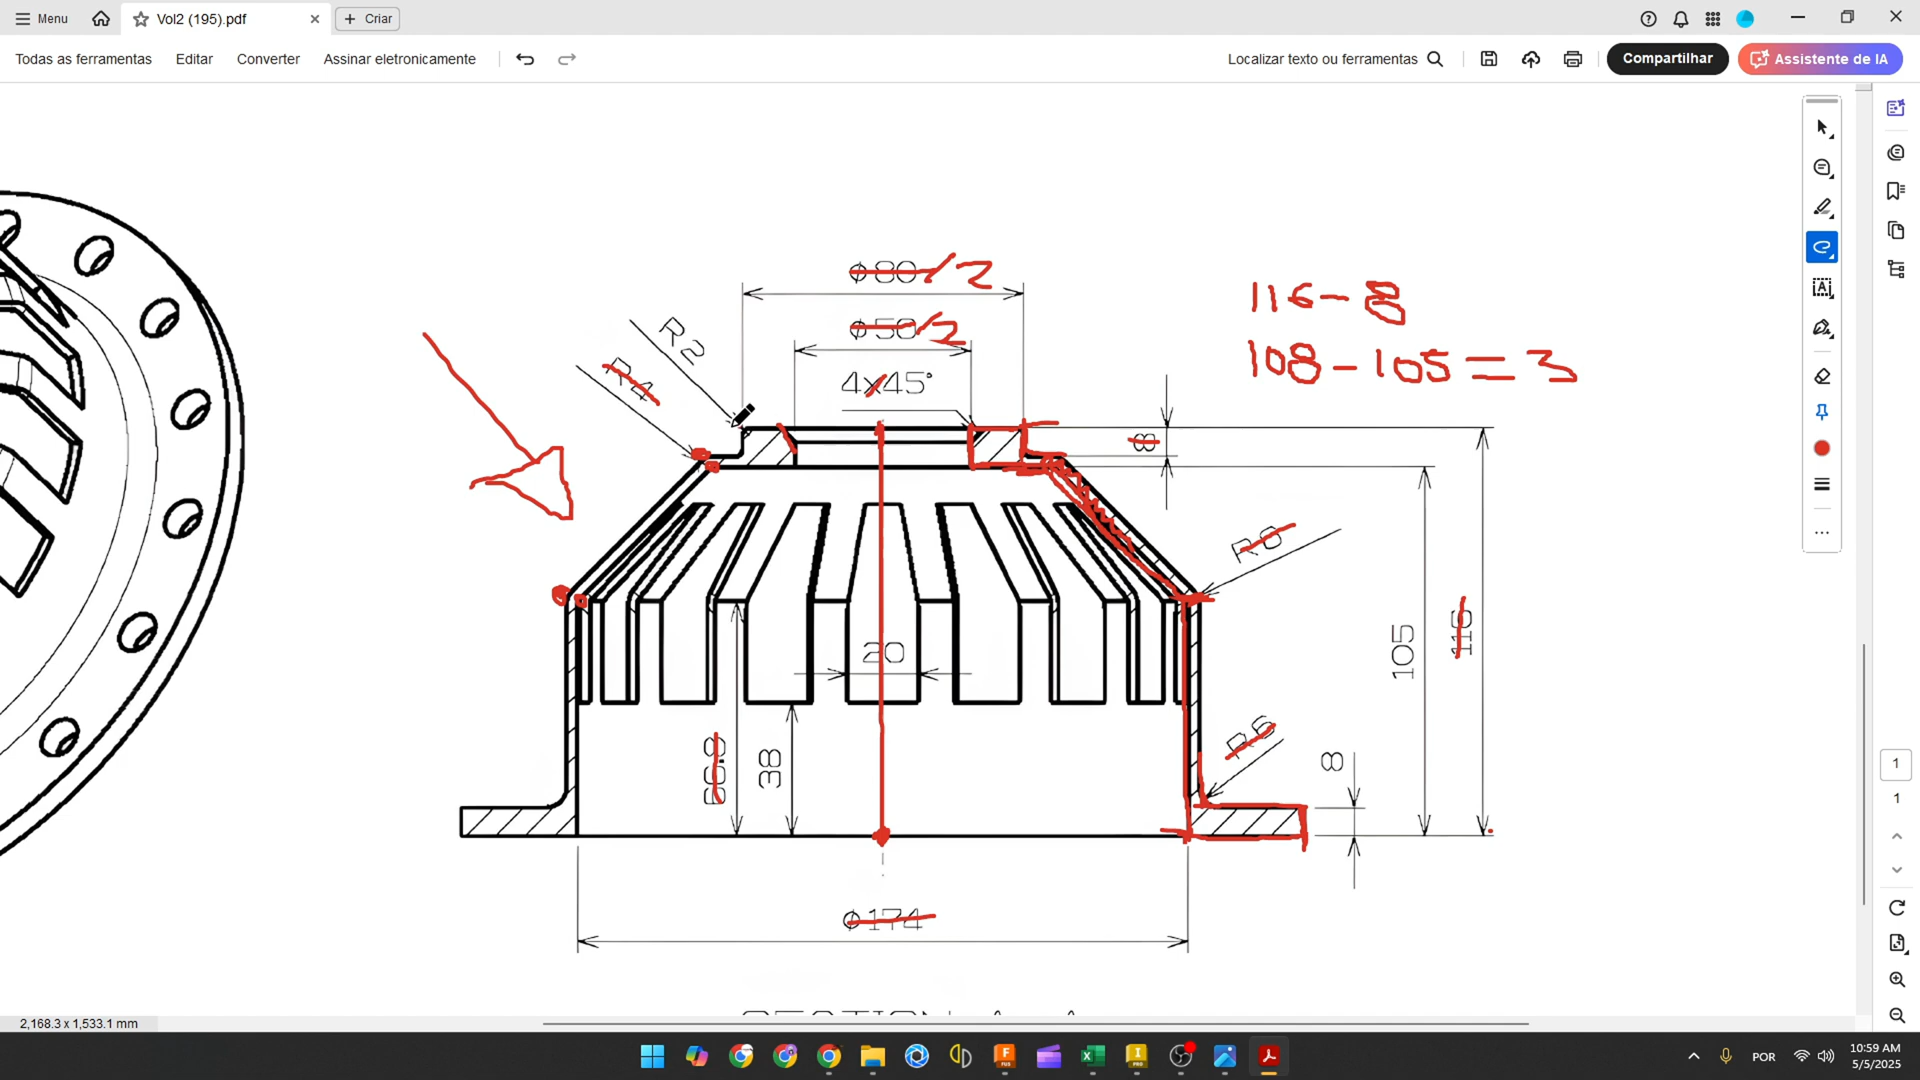 Menu
Vol2 (195).pdf
Criar
Todas as ferramentas
Editar
Converter
Assinar eletronicamente
Localizar texto ou ferramentas
Compartilhar
Assistente de IA
ϕ80/2
ϕ50/2
4x45°
R2
R4
116-8
108-105=3
8
R8
20
105
116
R6
66.8
38
8
ϕ174
SECTION A-A
1
1
2,168.3 x 1,533.1 mm
POR
10:59 AM
5/5/2025